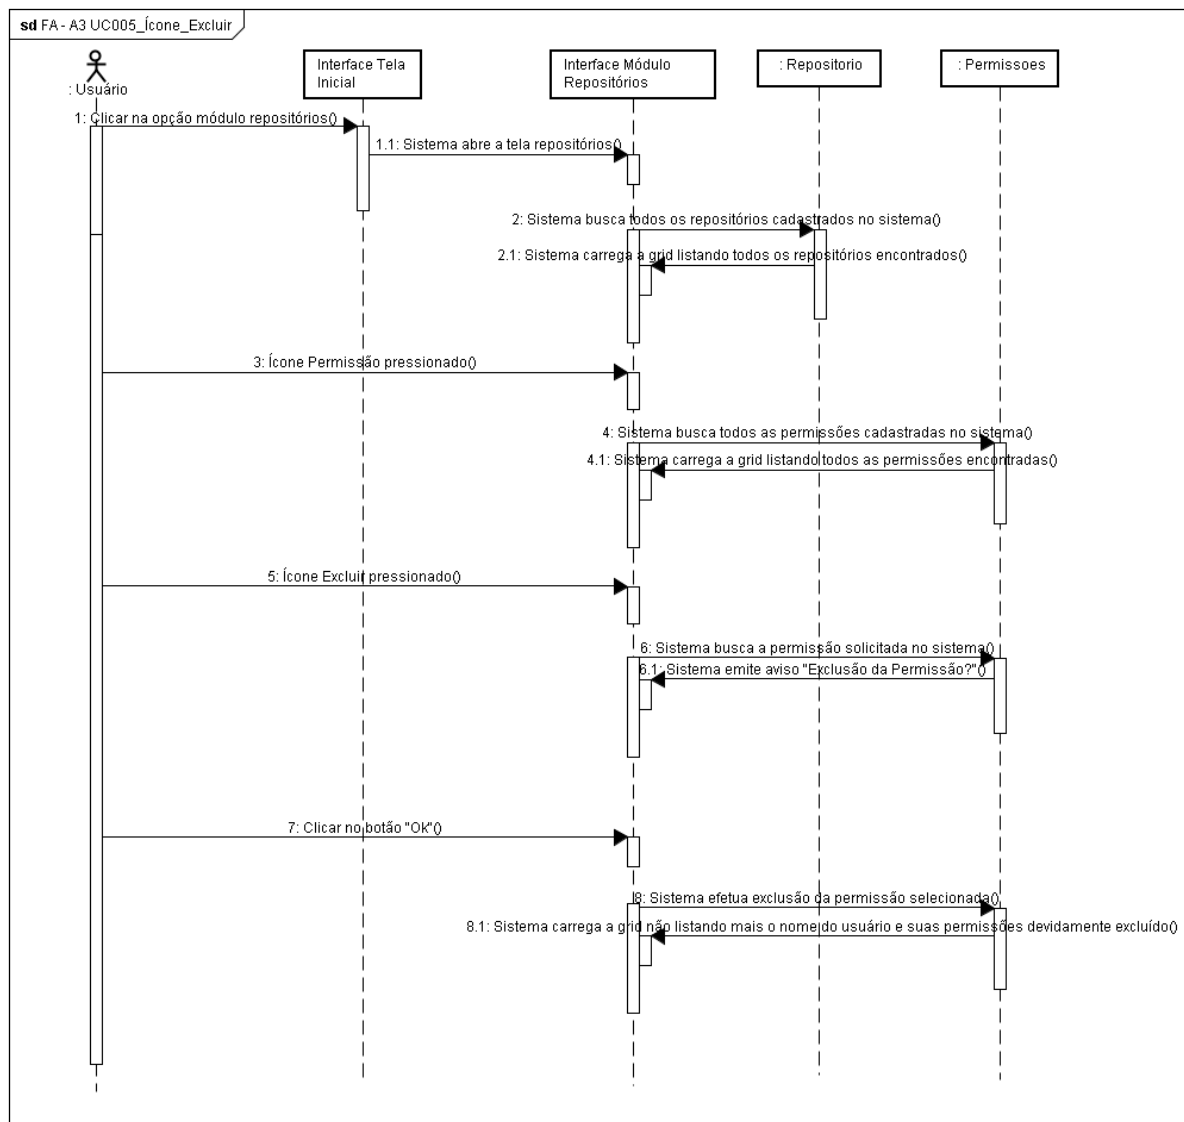 sd FA - A3 UC005_Ícone_Excluir
: Usuário
Interface Tela
Inicial
Interface Módulo
Repositórios
: Repositorio
: Permissoes
1: Clicar na opção módulo repositórios()
1.1: Sistema abre a tela repositórios()
2: Sistema busca todos os repositórios cadastrados no sistema()
2.1: Sistema carrega a grid listando todos os repositórios encontrados()
3: Ícone Permissão pressionado()
4: Sistema busca todos as permissões cadastradas no sistema()
4.1: Sistema carrega a grid listando todos as permissões encontradas()
5: Ícone Excluir pressionado()
6: Sistema busca a permissão solicitada no sistema()
6.1: Sistema emite aviso "Exclusão da Permissão?"()
7: Clicar no botão "Ok"()
8: Sistema efetua exclusão da permissão selecionada()
8.1: Sistema carrega a grid não listando mais o nome do usuário e suas permissões devidamente excluído()